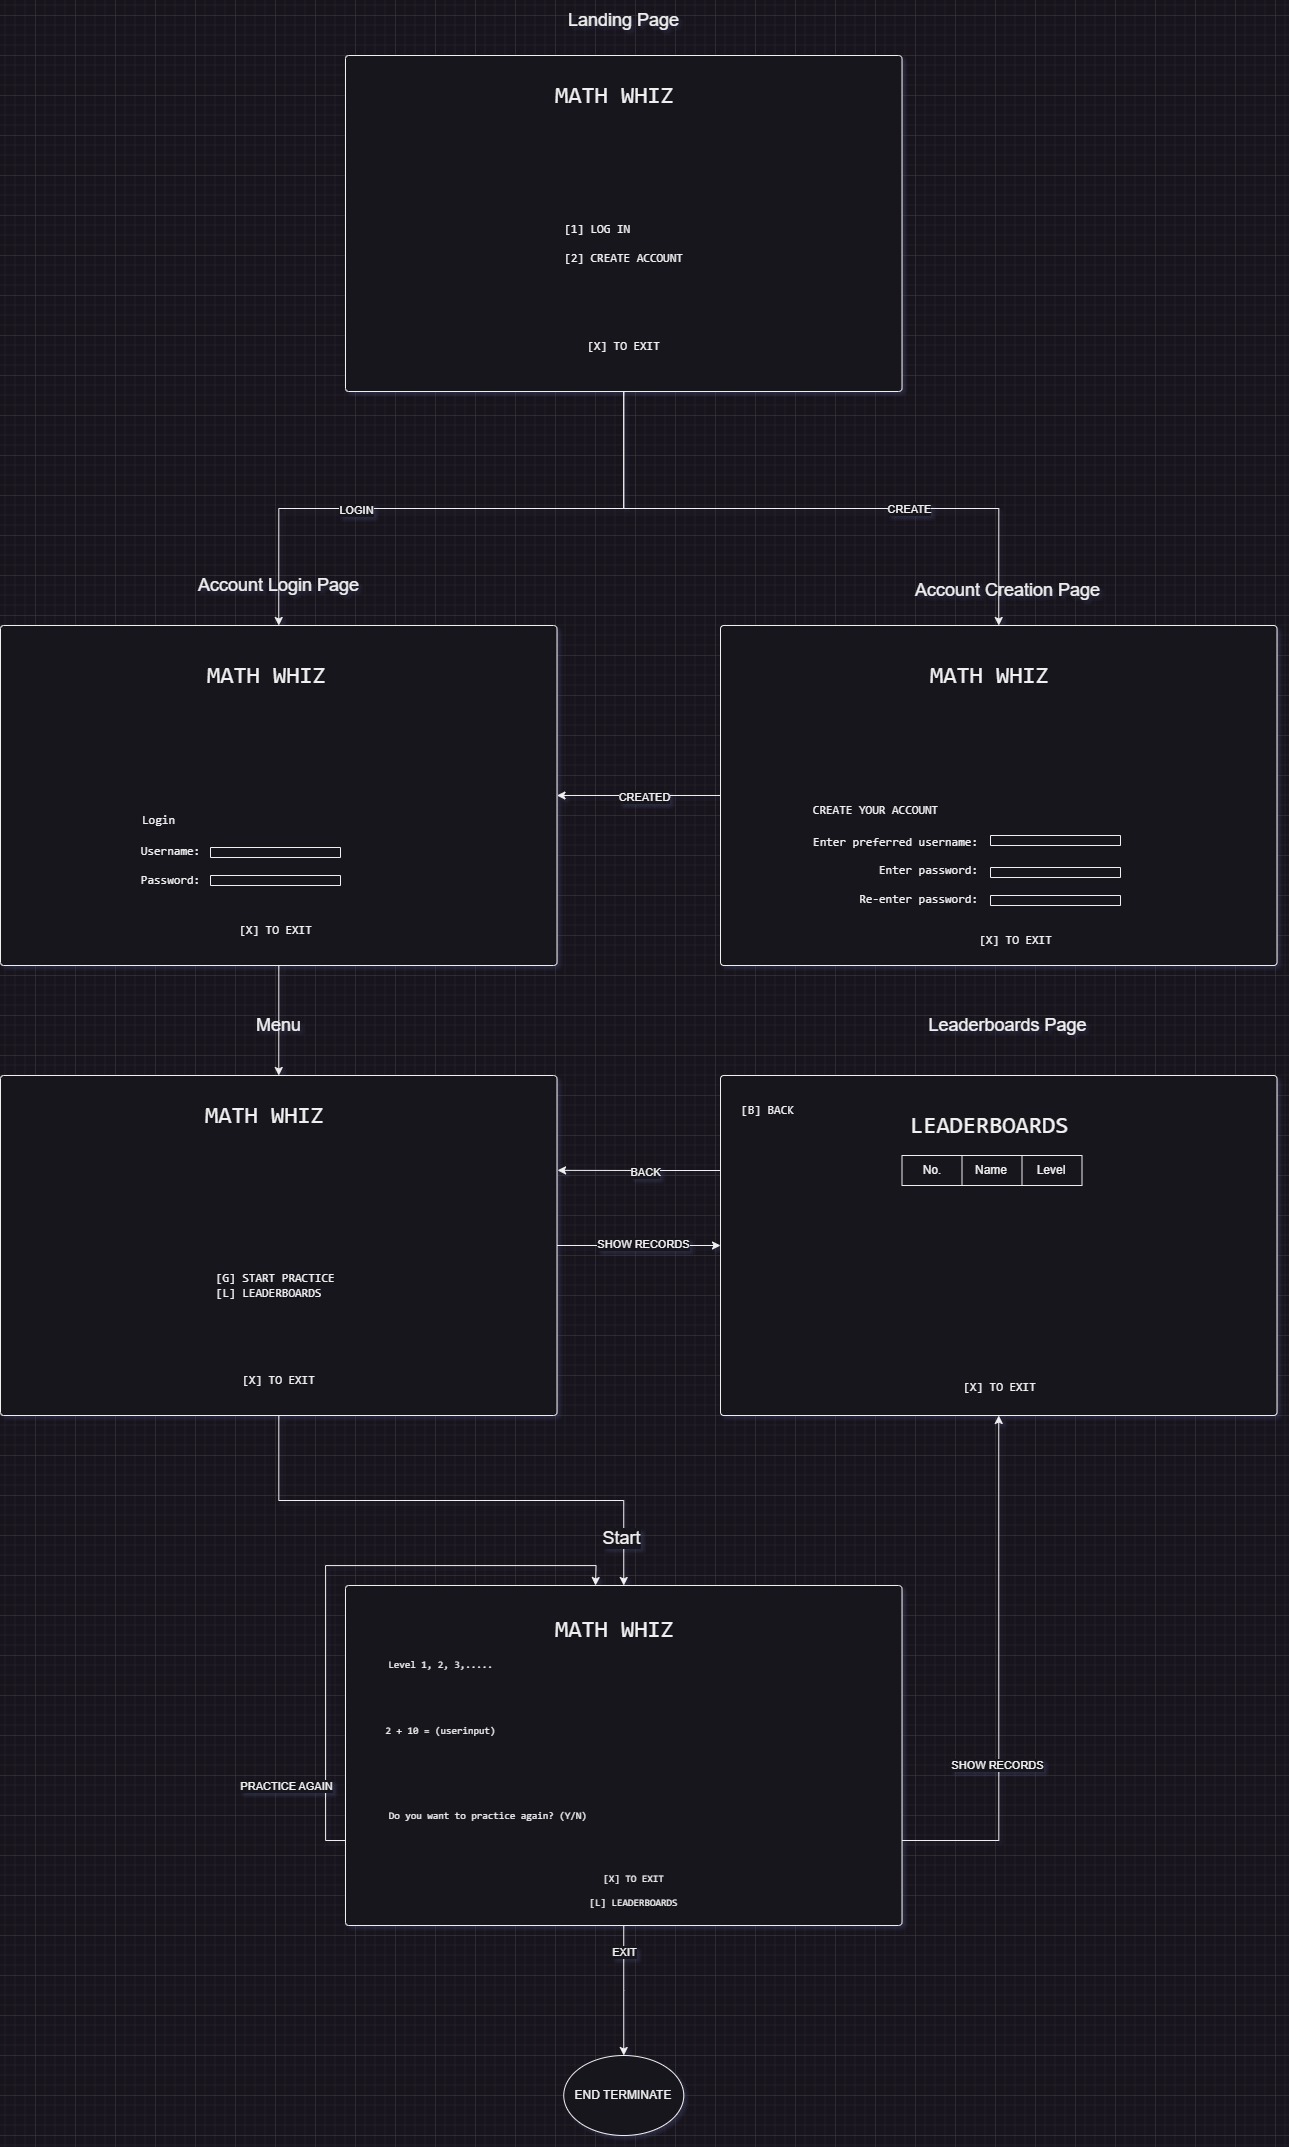 Landing Page
MATH WHIZ
[1] LOG IN
[2] CREATE ACCOUNT
[X] TO EXIT
LOGIN
CREATE
Account Login Page
Account Creation Page
MATH WHIZ
Login
Username:
Password:
[X] TO EXIT
CREATED
MATH WHIZ
CREATE YOUR ACCOUNT
Enter preferred username:
Enter password:
Re-enter password:
[X] TO EXIT
Menu
Leaderboards Page
MATH WHIZ
[G] START PRACTICE
[L] LEADERBOARDS
[X] TO EXIT
BACK
SHOW RECORDS
[B] BACK
LEADERBOARDS
No. Name Level
[X] TO EXIT
Start
MATH WHIZ
Level 1, 2, 3,.....
2 + 10 = (userinput)
PRACTICE AGAIN
Do you want to practice again? (Y/N)
[X] TO EXIT
[L] LEADERBOARDS
SHOW RECORDS
EXIT
END TERMINATE